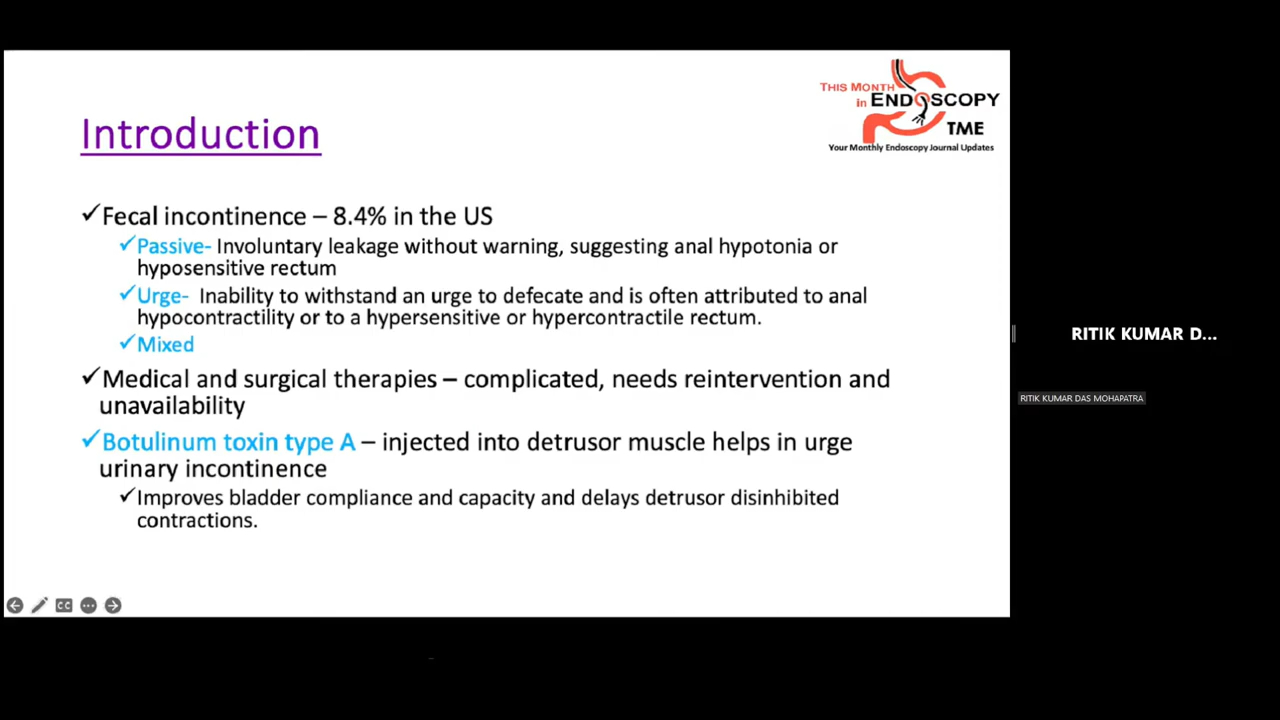 THIS MONTH
in ENDOSCOPY
TME
Your Monthly Endoscopy Journal Updates
Introduction
✓Fecal incontinence – 8.4% in the US
✓Passive- Involuntary leakage without warning, suggesting anal hypotonia or
hyposensitive rectum
✓Urge- Inability to withstand an urge to defecate and is often attributed to anal
hypocontractility or to a hypersensitive or hypercontractile rectum.
✓Mixed
✓Medical and surgical therapies – complicated, needs reintervention and
unavailability
✓Botulinum toxin type A – injected into detrusor muscle helps in urge
urinary incontinence
✓Improves bladder compliance and capacity and delays detrusor disinhibited
contractions.
CC
RITIK KUMAR D...
RITIK KUMAR DAS MOHAPATRA